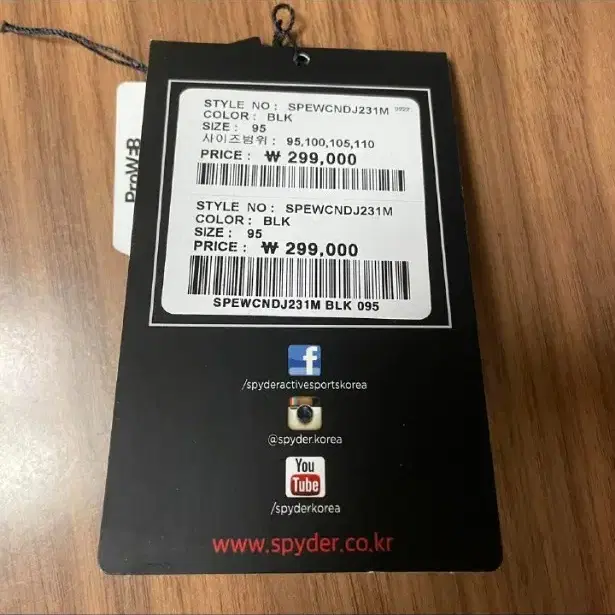 STYLE NO : SPEWCNDJ231M
COLOR : BLK
SIZE : 95
사이즈범위 : 95,100,105,110
PRICE : ₩ 299,000
STYLE NO : SPEWCNDJ231M
COLOR : BLK
SIZE : 95
PRICE : ₩ 299,000
SPEWCNDJ231M BLK 095
ProWEB
f
/spyderactivesportskorea
@spyder.korea
You
Tube
/spyderkorea
www.spyder.co.kr